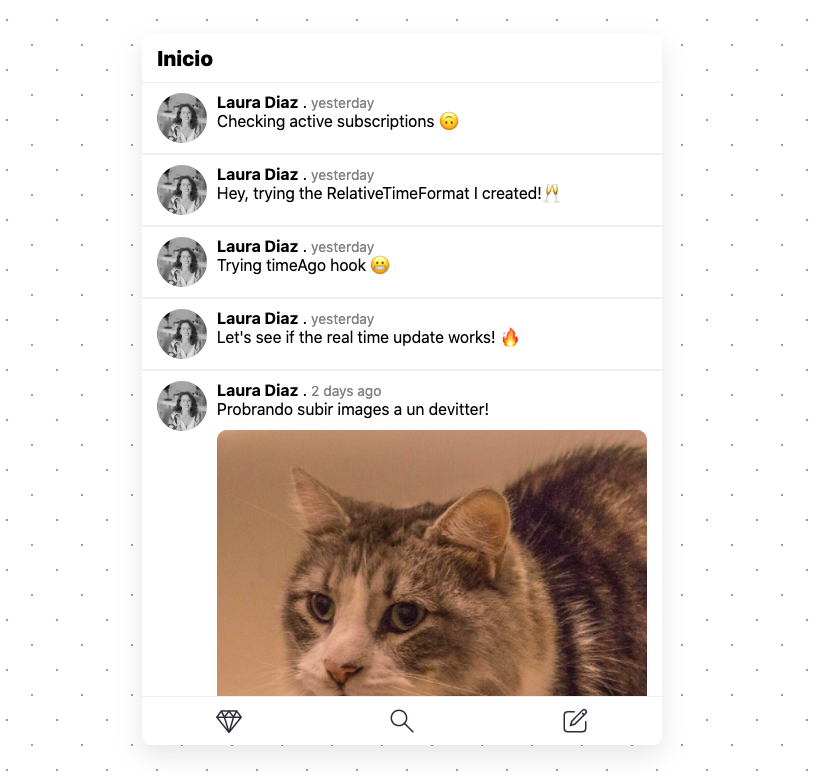 Inicio
Laura Diaz . yesterday
Checking active subscriptions 🙃
Laura Diaz . yesterday
Hey, trying the RelativeTimeFormat I created!🥂
Laura Diaz . yesterday
Trying timeAgo hook 😬
Laura Diaz . yesterday
Let's see if the real time update works! 🔥
Laura Diaz . 2 days ago
Probrando subir images a un devitter!